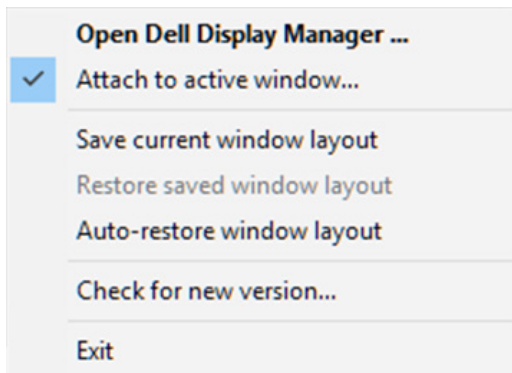 Open Dell Display Manager ...
Attach to active window...
Save current window layout
Restore saved window layout
Auto-restore window layout
Check for new version...
Exit